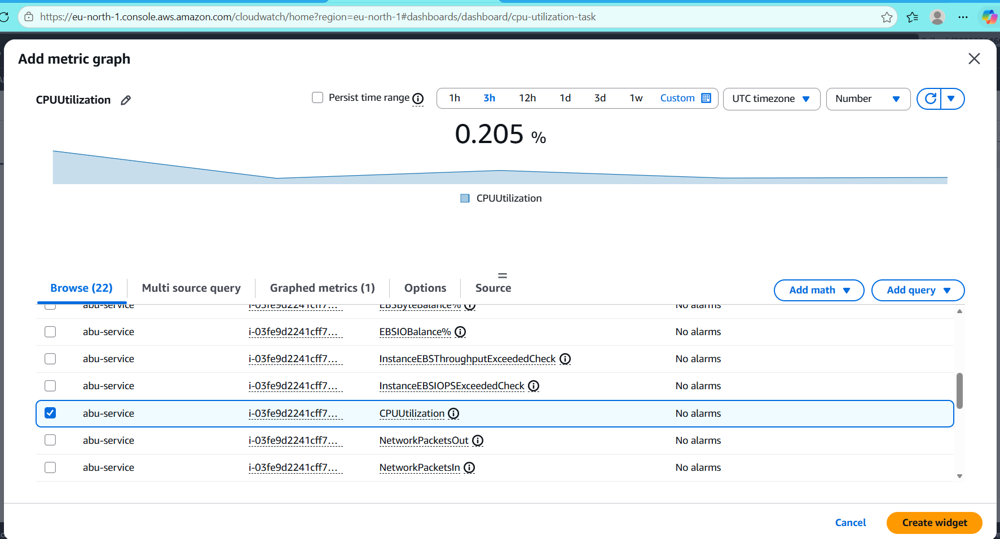 https://eu-north-1.console.aws.amazon.com/cloudwatch/home?region=eu-north-1#dashboards/dashboard/cpu-utilization-task
Add metric graph
CPUUtilization
Persist time range
1h 3h 12h 1d 3d 1w Custom
UTC timezone
Number
0.205 %
CPUUtilization
Browse (22) Multi source query Graphed metrics (1) Options Source
Add math Add query
abu-service i-03fe9d2241cff7... EBSByteBalance% No alarms
abu-service i-03fe9d2241cff7... EBSIOBalance% No alarms
abu-service i-03fe9d2241cff7... InstanceEBSThroughputExceededCheck No alarms
abu-service i-03fe9d2241cff7... InstanceEBSIOPSExceededCheck No alarms
abu-service i-03fe9d2241cff7... CPUUtilization No alarms
abu-service i-03fe9d2241cff7... NetworkPacketsOut No alarms
abu-service i-03fe9d2241cff7... NetworkPacketsIn No alarms
Cancel Create widget